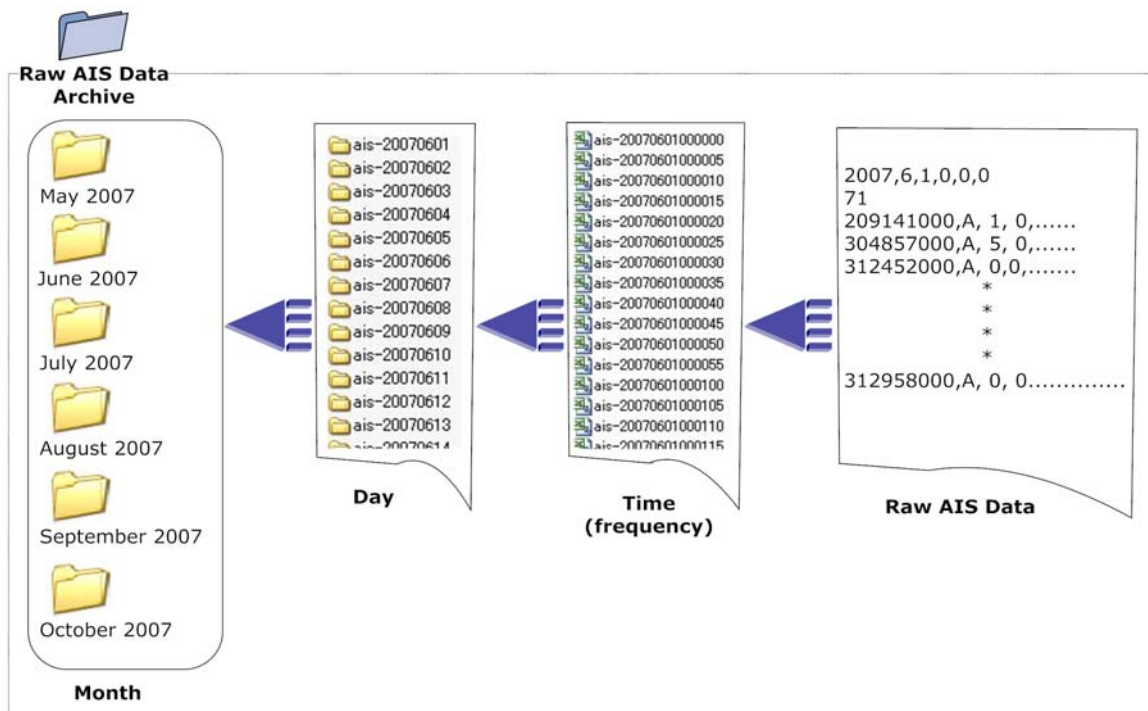 Raw AIS Data
Archive
May 2007
June 2007
July 2007
August 2007
September 2007
October 2007
Month
ais-20070601
ais-20070602
ais-20070603
ais-20070604
ais-20070605
ais-20070606
ais-20070607
ais-20070608
ais-20070609
ais-20070610
ais-20070611
ais-20070612
ais-20070613
ais-20070614
Day
ais-20070601000000
ais-20070601000005
ais-20070601000010
ais-20070601000015
ais-20070601000020
ais-20070601000025
ais-20070601000030
ais-20070601000035
ais-20070601000040
ais-20070601000045
ais-20070601000050
ais-20070601000055
ais-20070601000100
ais-20070601000105
ais-20070601000110
ais-20070601000115
Time
(frequency)
2007,6,1,0,0,0
71
209141000,A, 1, 0,......
304857000,A, 5, 0,......
312452000,A, 0,0,.......
*
*
*
*
312958000,A, 0, 0..............
Raw AIS Data